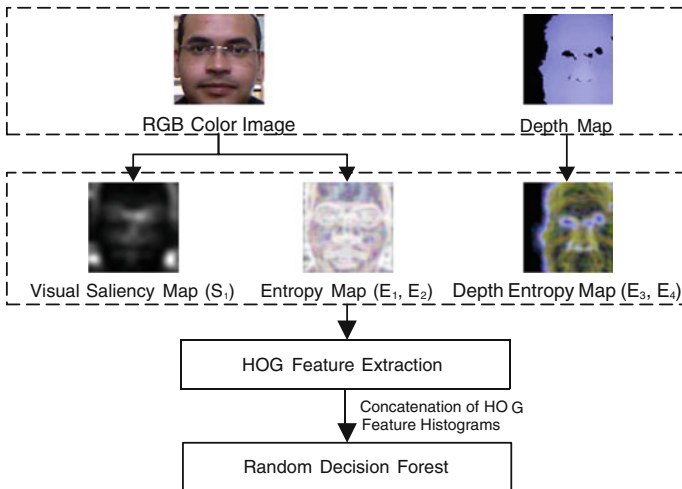 RGB Color Image
Depth Map
Visual Saliency Map (S₁)
Entropy Map (E₁, E₂)
Depth Entropy Map (E₃, E₄)
HOG Feature Extraction
Concatenation of HO G
Feature Histograms
Random Decision Forest